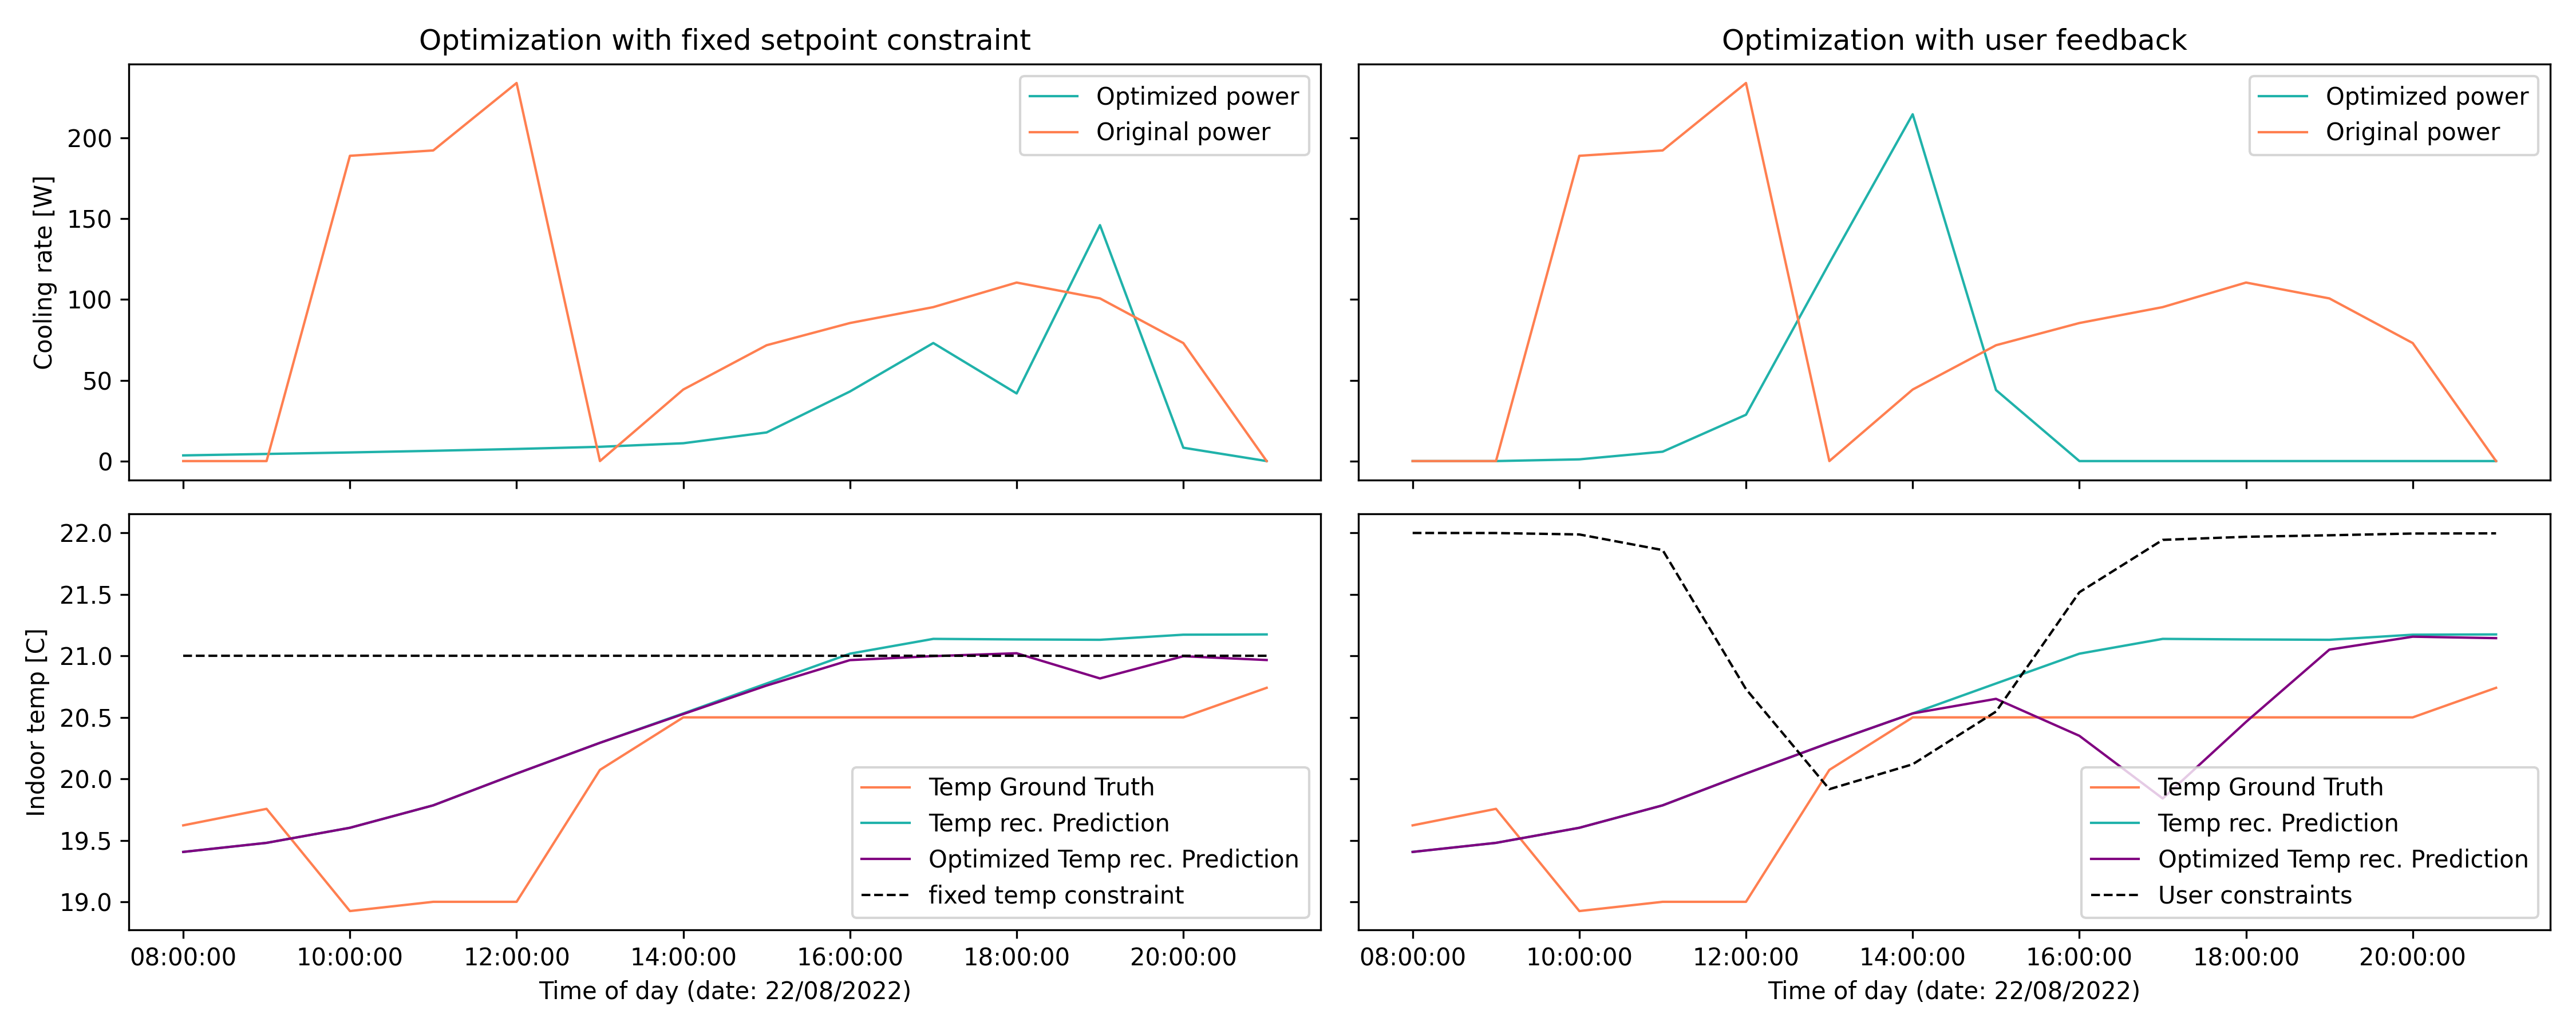 Optimization with fixed setpoint constraint
Optimization with user feedback
Optimized power
Original power
Optimized power
Original power
Cooling rate [W]
200
150
100
50
0
22.0
21.5
21.0
20.5
20.0
19.5
19.0
Indoor temp [C]
Temp Ground Truth
Temp rec. Prediction
Optimized Temp rec. Prediction
fixed temp constraint
Temp Ground Truth
Temp rec. Prediction
Optimized Temp rec. Prediction
User constraints
08:00:00 10:00:00 12:00:00 14:00:00 16:00:00 18:00:00 20:00:00
08:00:00 10:00:00 12:00:00 14:00:00 16:00:00 18:00:00 20:00:00
Time of day (date: 22/08/2022)
Time of day (date: 22/08/2022)